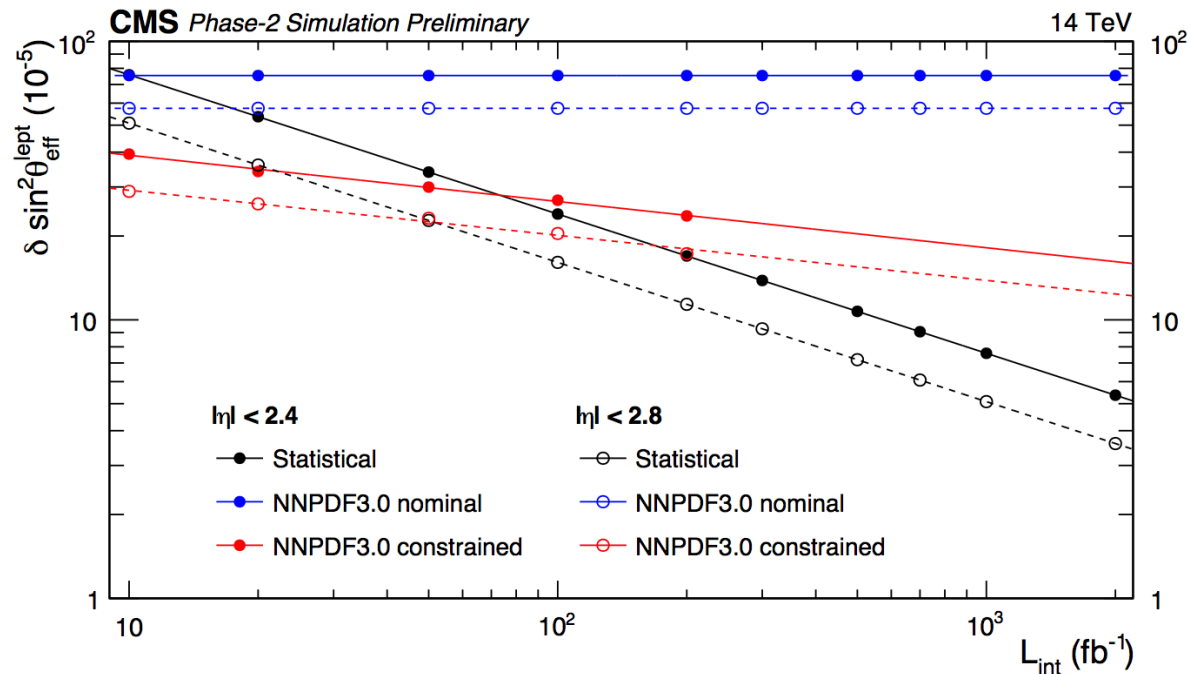 CMS Phase-2 Simulation Preliminary 14 TeV
δ sin²θ_eff^lept (10⁻⁵)
10² 10²
10 10
1 1
|η| < 2.4 |η| < 2.8
Statistical Statistical
NNPDF3.0 nominal NNPDF3.0 nominal
NNPDF3.0 constrained NNPDF3.0 constrained
10 10² 10³
L_int (fb⁻¹)